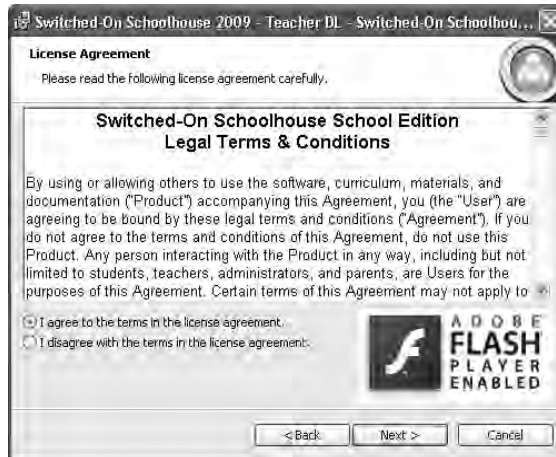 Switched-On Schoolhouse 2009 - Teacher DL - Switched-On Schoolhou...
License Agreement
Please read the following license agreement carefully.
Switched-On Schoolhouse School Edition
Legal Terms & Conditions
By using or allowing others to use the software, curriculum, materials, and
documentation ("Product") accompanying this Agreement, you (the "User") are
agreeing to be bound by these legal terms and conditions ("Agreement"). If you
do not agree to the terms and conditions of this Agreement, do not use this
Product. Any person interacting with the Product in any way, including but not
limited to students, teachers, administrators, and parents, are Users for the
purposes of this Agreement. Certain terms of this Agreement may not apply to
I agree to the terms in the license agreement.
I disagree with the terms in the license agreement.
ADOBE
FLASH
PLAYER
ENABLED
< Back
Next >
Cancel